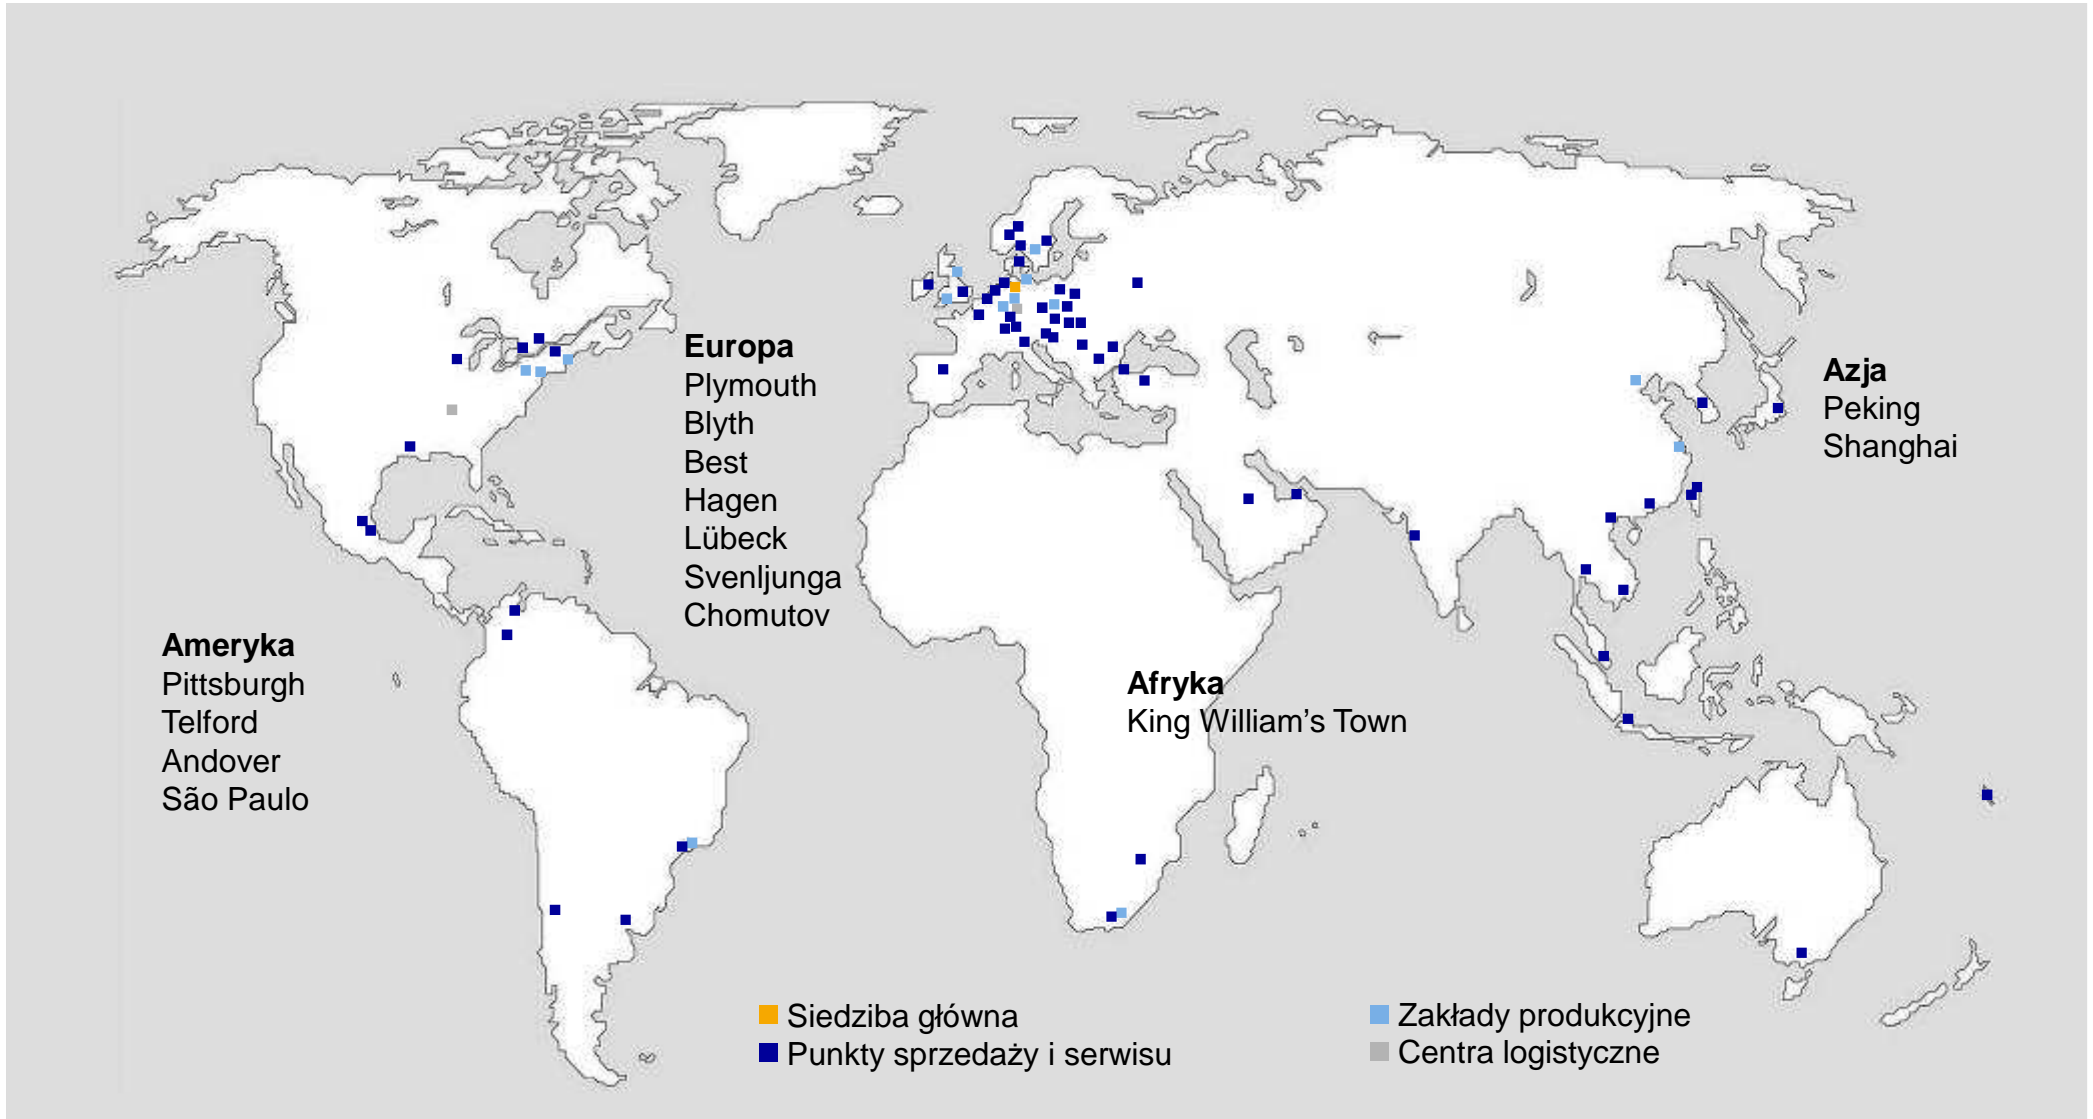 Europa
Plymouth
Blyth
Best
Hagen
Lübeck
Svenljunga
Chomutov
Azja
Peking
Shanghai
Ameryka
Pittsburgh
Telford
Andover
São Paulo
Afryka
King William’s Town
Siedziba główna
Punkty sprzedaży i serwisu
Zakłady produkcyjne
Centra logistyczne